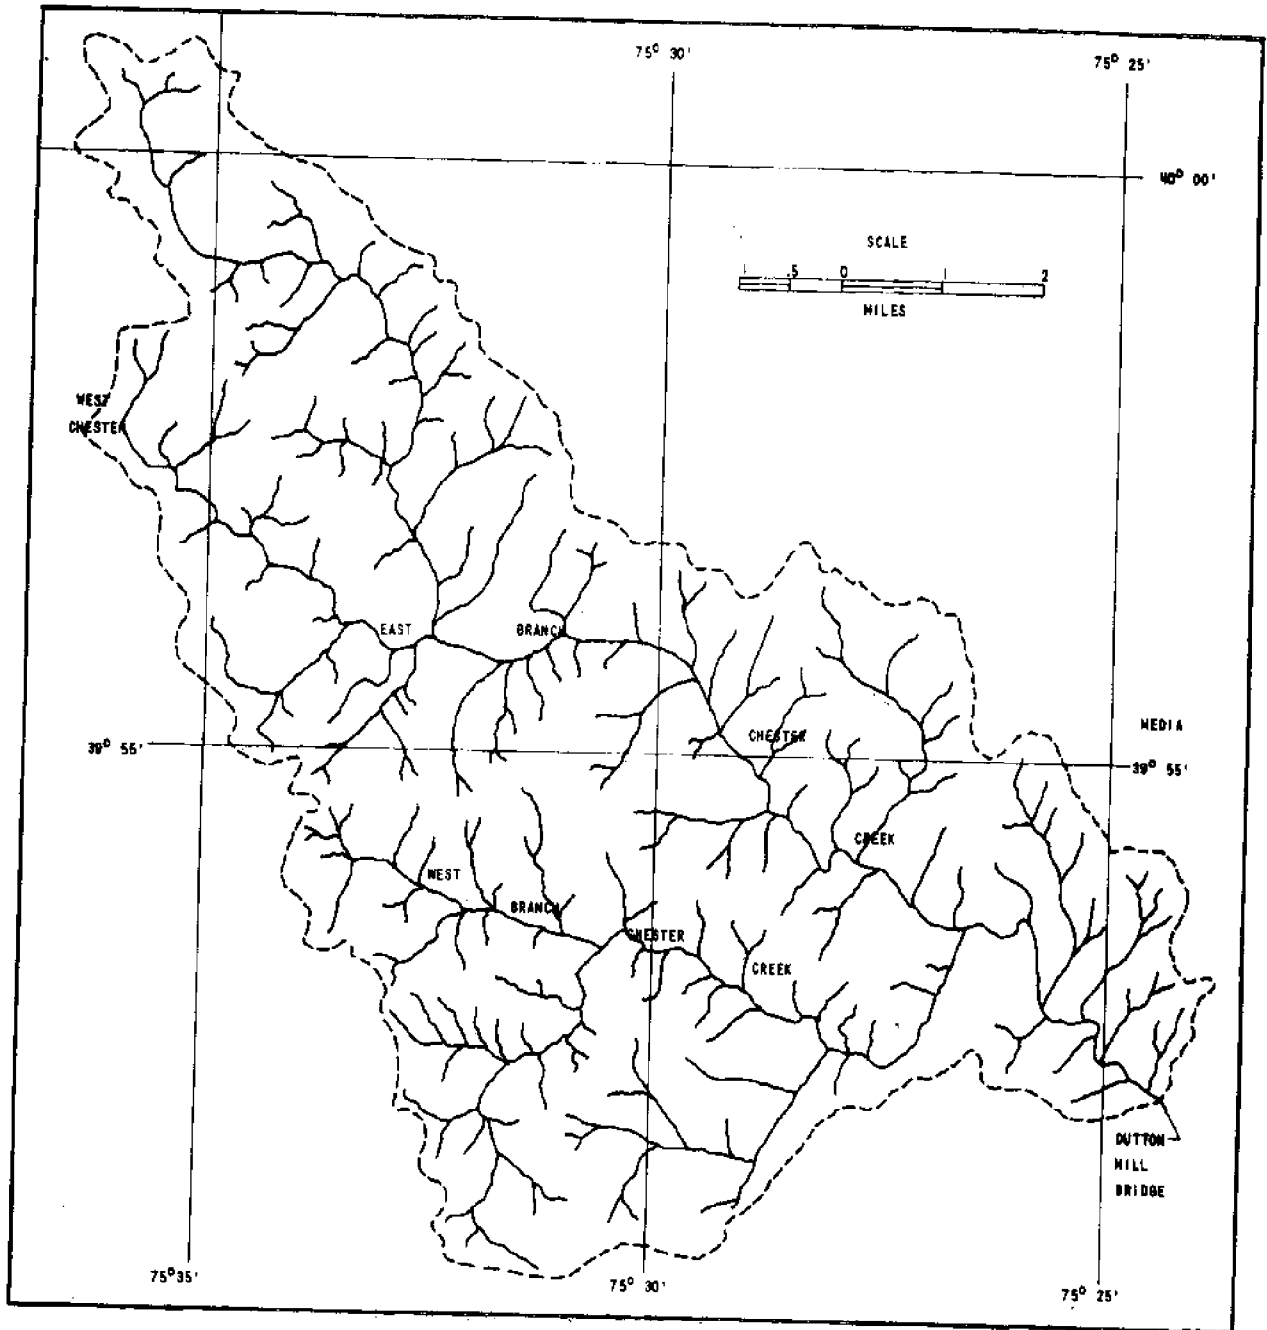 75° 30'
75° 25'
40° 00'
SCALE
1 .5 0 1 2
MILES
WEST
CHESTER
EAST BRANCH
CHESTER
CREEK
MEDIA
39° 55'
39° 55'
WEST
BRANCH
CHESTER
CREEK
DUTTON
MILL
BRIDGE
75° 35'
75° 30'
75° 25'